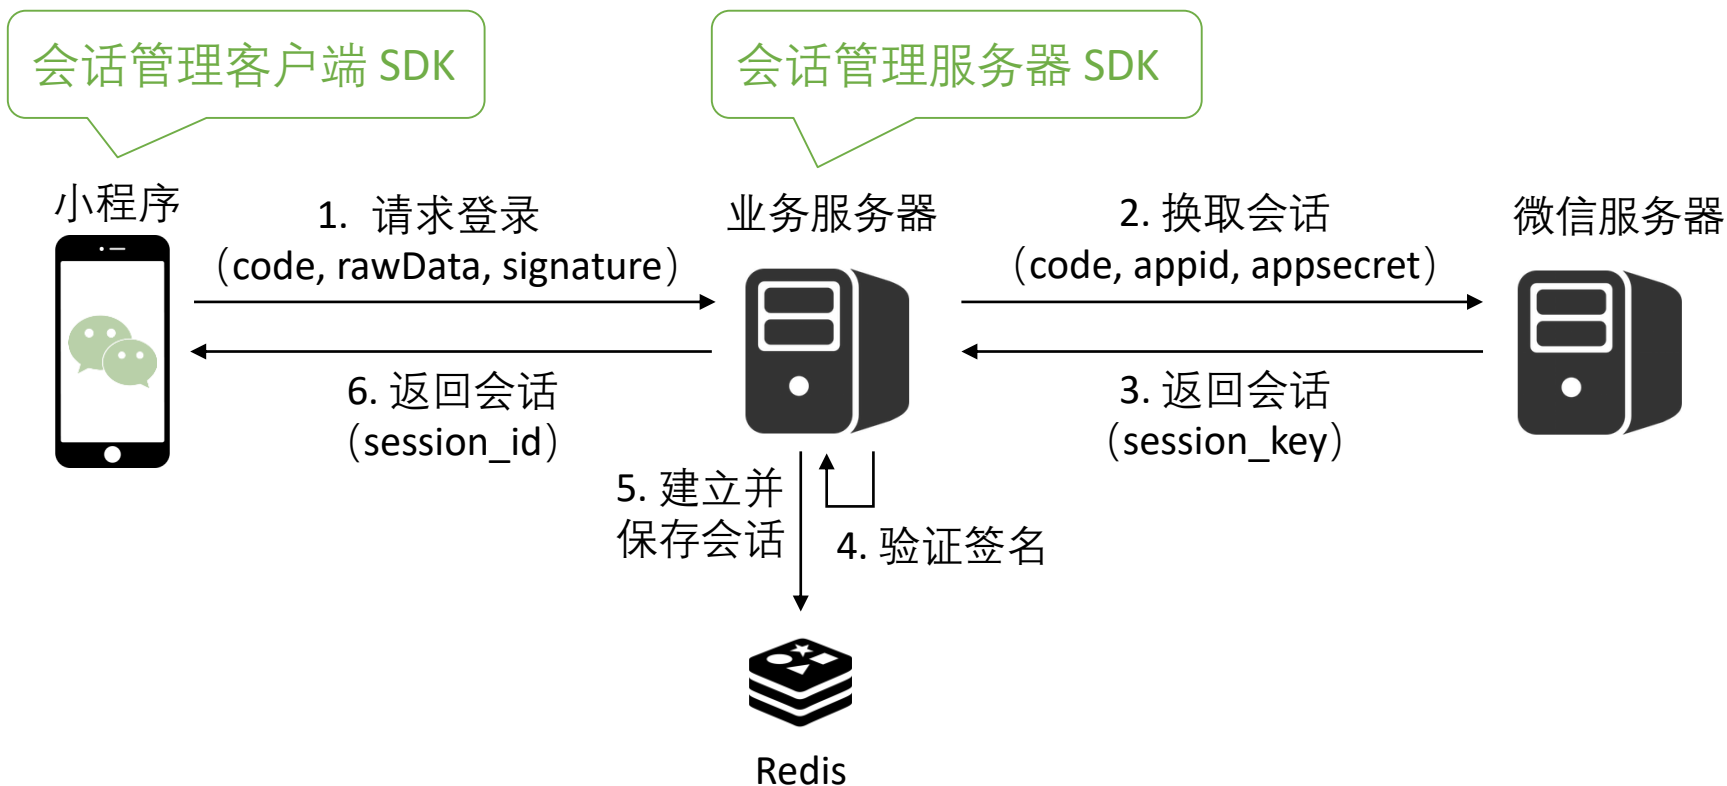 会话管理客户端 SDK
会话管理服务器 SDK
小程序
1. 请求登录
（code, rawData, signature）
业务服务器
2. 换取会话
（code, appid, appsecret）
微信服务器
6. 返回会话
（session_id）
3. 返回会话
（session_key）
5. 建立并
保存会话
4. 验证签名
Redis